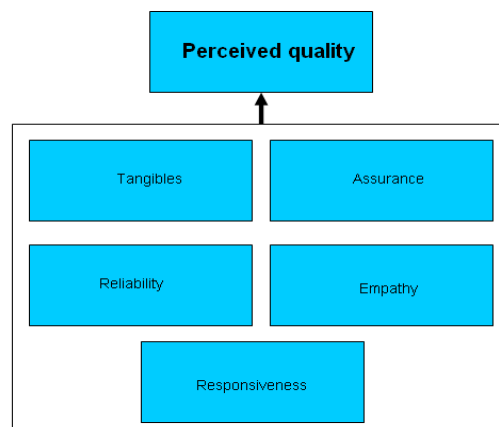 Perceived quality
Tangibles
Assurance
Reliability
Empathy
Responsiveness